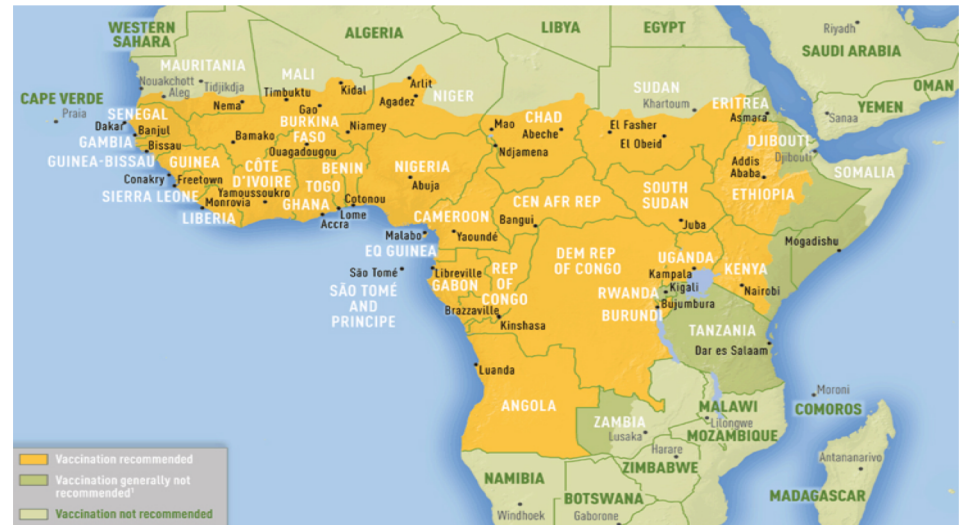 WESTERN
SAHARA
ALGERIA
LIBYA
EGYPT
Riyadh
SAUDI ARABIA
OMAN
YEMEN
Sanaa
MAURITANIA
Nouakchott
Tidjikdja
Aleg
Nema
MALI
Timbuktu
Kidal
Gao
Arlit
Agadez
NIGER
Niamey
SUDAN
Khartoum
ERITREA
Asmara
CAPE VERDE
Praia
SENEGAL
Dakar
Banjul
GAMBIA
Bissau
GUINEA-BISSAU
GUINEA
Conakry
Freetown
SIERRA LEONE
Monrovia
LIBERIA
Bamako
BURKINA
FASO
Ouagadougou
CÔTE
D'IVOIRE
Yamoussoukro
BENIN
TOGO
GHANA
Cotonou
Lome
Accra
NIGERIA
Abuja
CHAD
Mao
Abeche
Ndjamena
El Fasher
El Obeid
DJIBOUTI
Djibouti
Addis
Ababa
ETHIOPIA
SOMALIA
Mogadishu
CAMEROON
Yaoundé
Malabo
EQ GUINEA
CEN AFR REP
Bangui
SOUTH
SUDAN
Juba
São Tomé
SÃO TOMÉ
AND
PRINCIPE
Libreville
GABON
REP
OF
CONGO
Brazzaville
Kinshasa
DEM REP
OF CONGO
UGANDA
Kampala
KENYA
Nairobi
RWANDA
Kigali
BURUNDI
Bujumbura
TANZANIA
Dar es Salaam
Luanda
ANGOLA
ZAMBIA
Lusaka
MALAWI
Lilongwe
MOZAMBIQUE
Moroni
COMOROS
Harare
ZIMBABWE
Antananarivo
MADAGASCAR
NAMIBIA
Windhoek
BOTSWANA
Gaborone
Vaccination recommended
Vaccination generally not
recommended¹
Vaccination not recommended